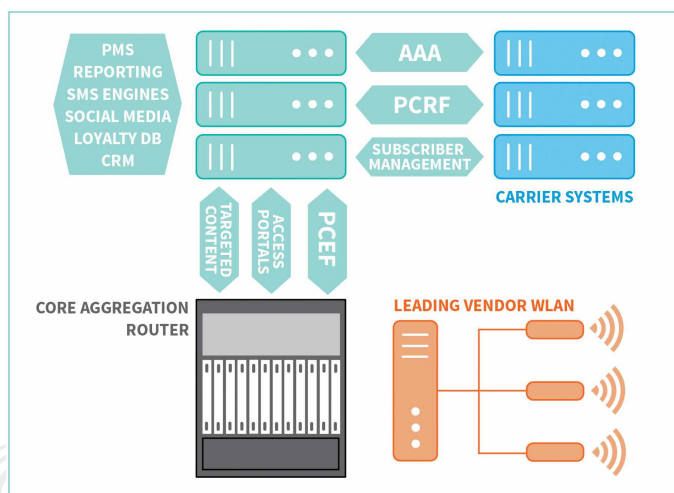 PMS
REPORTING
SMS ENGINES
SOCIAL MEDIA
LOYALTY DB
CRM
AAA
PCRF
SUBSCRIBER
MANAGEMENT
CARRIER SYSTEMS
TARGETED
CONTENT
ACCESS
PORTALS
PCEF
CORE AGGREGATION
ROUTER
LEADING VENDOR WLAN